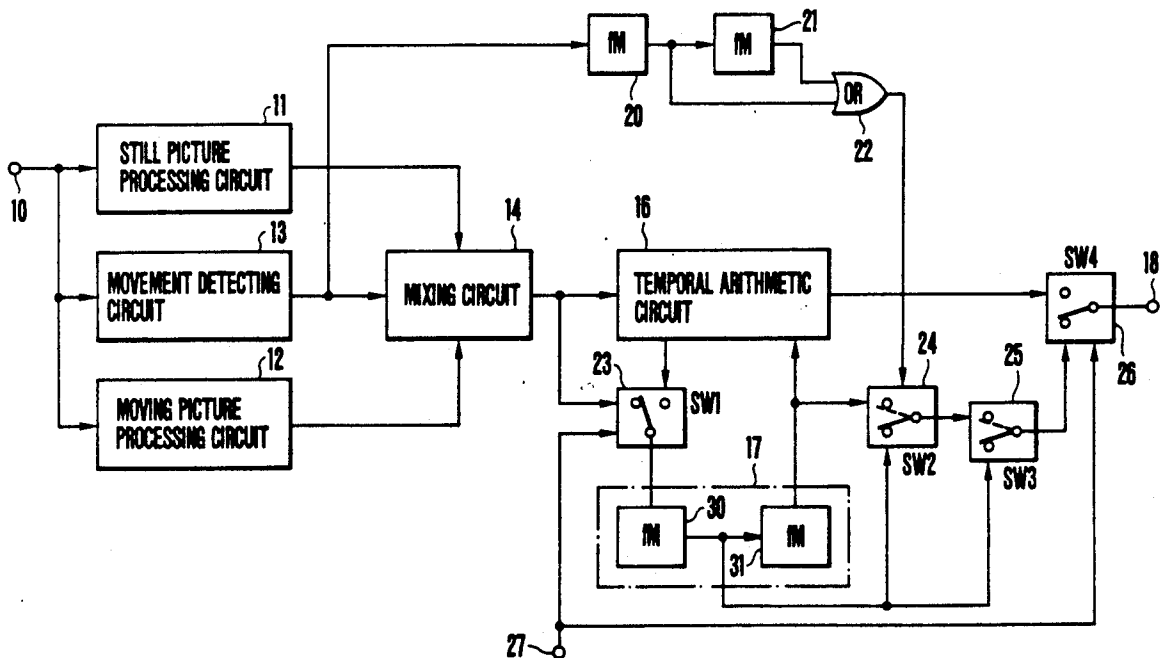 21
fM
fM
20
OR
22
11
STILL PICTURE
PROCESSING CIRCUIT
10
13
MOVEMENT DETECTING
CIRCUIT
14
MIXING CIRCUIT
16
TEMPORAL ARITHMETIC
CIRCUIT
SW4
18
26
12
MOVING PICTURE
PROCESSING CIRCUIT
23
SW1
24
SW2
25
SW3
17
fM
30
fM
31
27